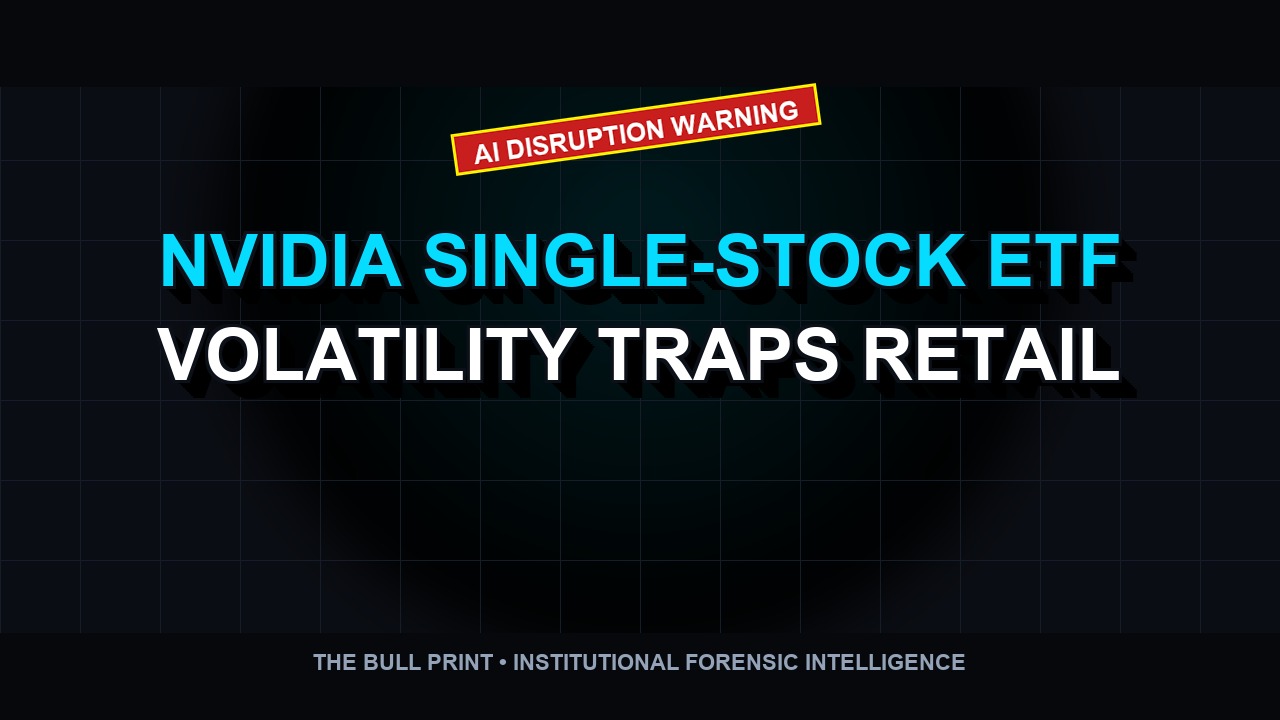 AI DISRUPTION WARNING
NVIDIA SINGLE-STOCK ETF
VOLATILITY TRAPS RETAIL
THE BULL PRINT • INSTITUTIONAL FORENSIC INTELLIGENCE